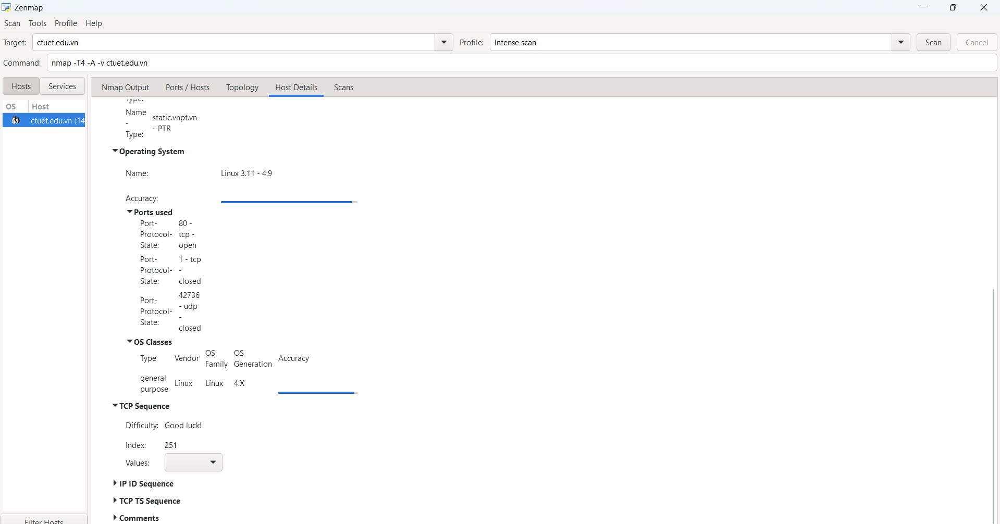 Zenmap
Scan Tools Profile Help
Target: ctuet.edu.vn Profile: Intense scan Scan Cancel
Command: nmap -T4 -A -v ctuet.edu.vn
Hosts Services
Nmap Output Ports / Hosts Topology Host Details Scans
OS Host
ctuet.edu.vn (14
Type:
Name
-
Type:
static.vnpt.vn
- PTR
Operating System
Name: Linux 3.11 - 4.9
Accuracy:
Ports used
Port-
Protocol-
State:
80 -
tcp -
open
Port-
Protocol-
State:
1 - tcp
-
closed
Port-
Protocol-
State:
42736
- udp
-
closed
OS Classes
Type Vendor OS
Family
OS
Generation
Accuracy
general
purpose
Linux Linux 4.X
TCP Sequence
Difficulty: Good luck!
Index: 251
Values:
IP ID Sequence
TCP TS Sequence
Comments
Filter Hosts